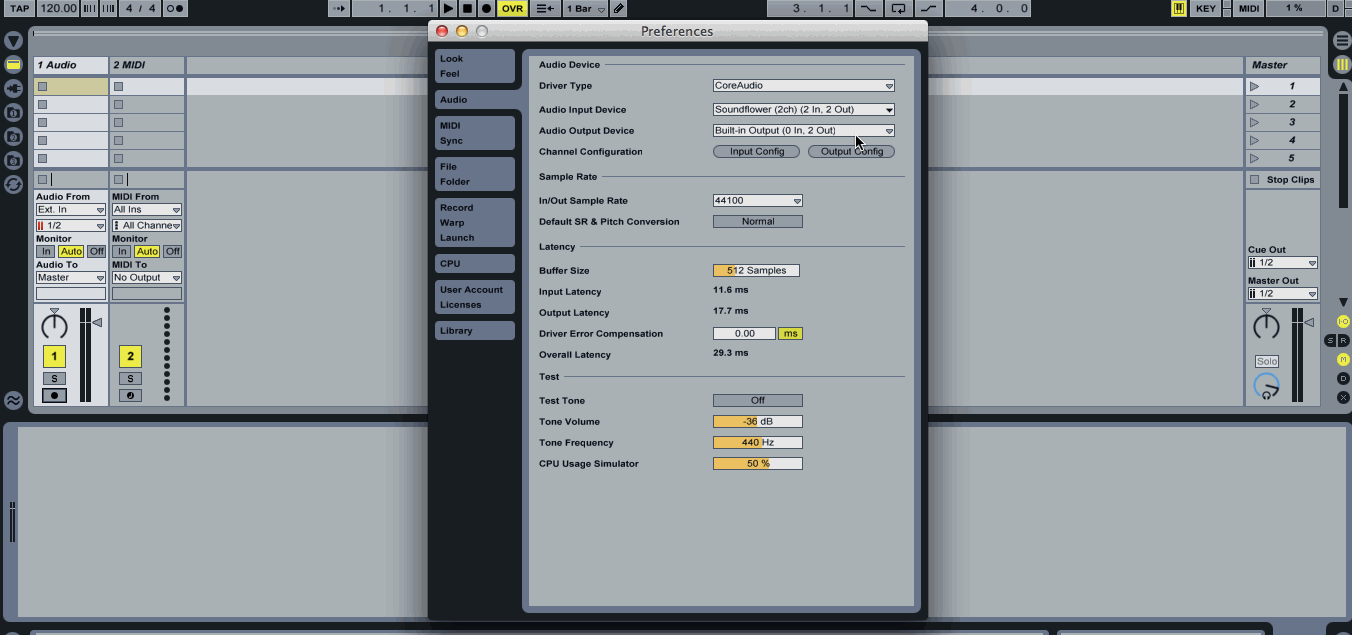 TAP 120.00 4 / 4 1. 1. 1 OVR 1 Bar 3. 1. 1 4. 0. 0 KEY MIDI 1 % D
Preferences
1 Audio 2 MIDI
Audio From MIDI From
Ext. In All Ins
1/2 All Channe
Monitor Monitor
In Auto Off In Auto Off
Audio To MIDI To
Master No Output
1 2
S S
Look
Feel
Audio
MIDI
Sync
File
Folder
Record
Warp
Launch
CPU
User Account
Licenses
Library
Audio Device
Driver Type CoreAudio
Audio Input Device Soundflower (2ch) (2 In, 2 Out)
Audio Output Device Built-in Output (0 In, 2 Out)
Channel Configuration Input Config Output Config
Sample Rate
In/Out Sample Rate 44100
Default SR & Pitch Conversion Normal
Latency
Buffer Size 512 Samples
Input Latency 11.6 ms
Output Latency 17.7 ms
Driver Error Compensation 0.00 ms
Overall Latency 29.3 ms
Test
Test Tone Off
Tone Volume -36 dB
Tone Frequency 440 Hz
CPU Usage Simulator 50 %
Master
1
2
3
4
5
Stop Clips
Cue Out
1/2
Master Out
1/2
Solo
I·O
S R
M
D
X